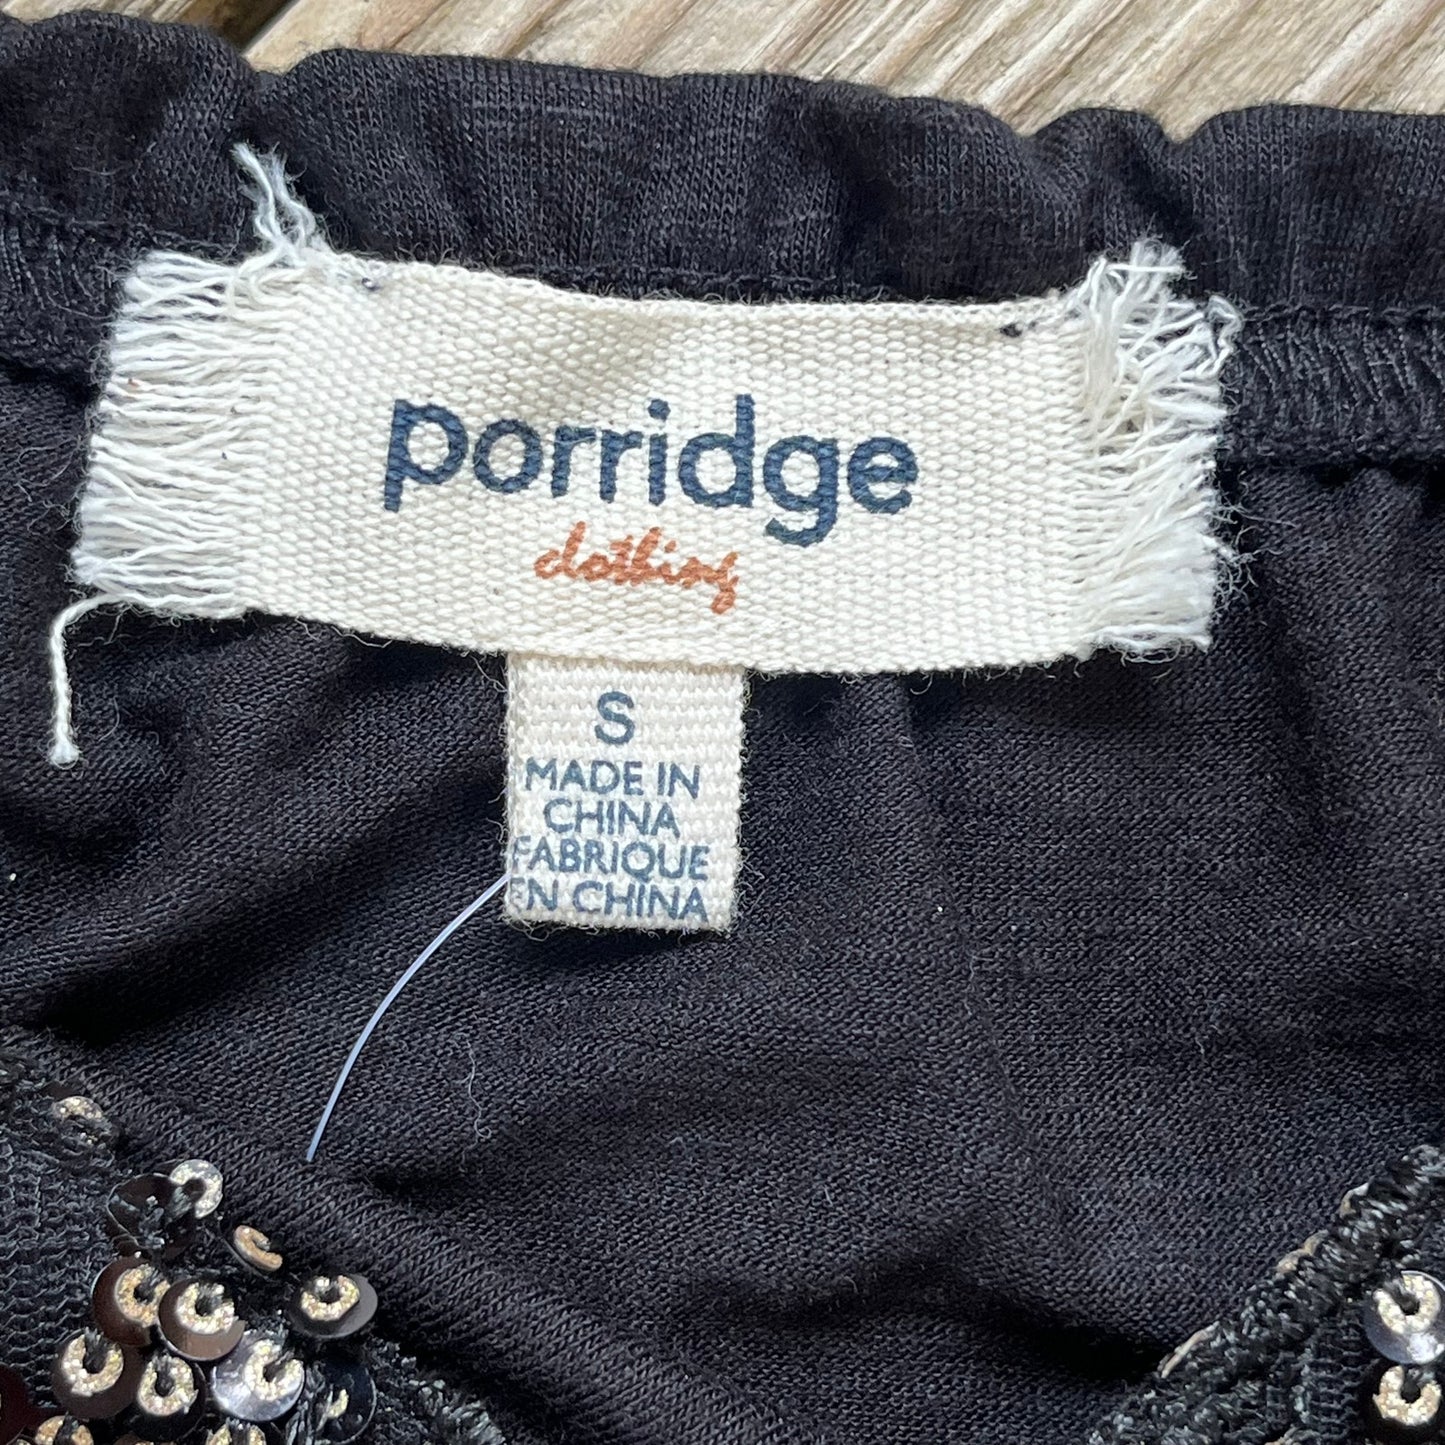 porridge
clothing
S
MADE IN
CHINA
FABRIQUE
EN CHINA